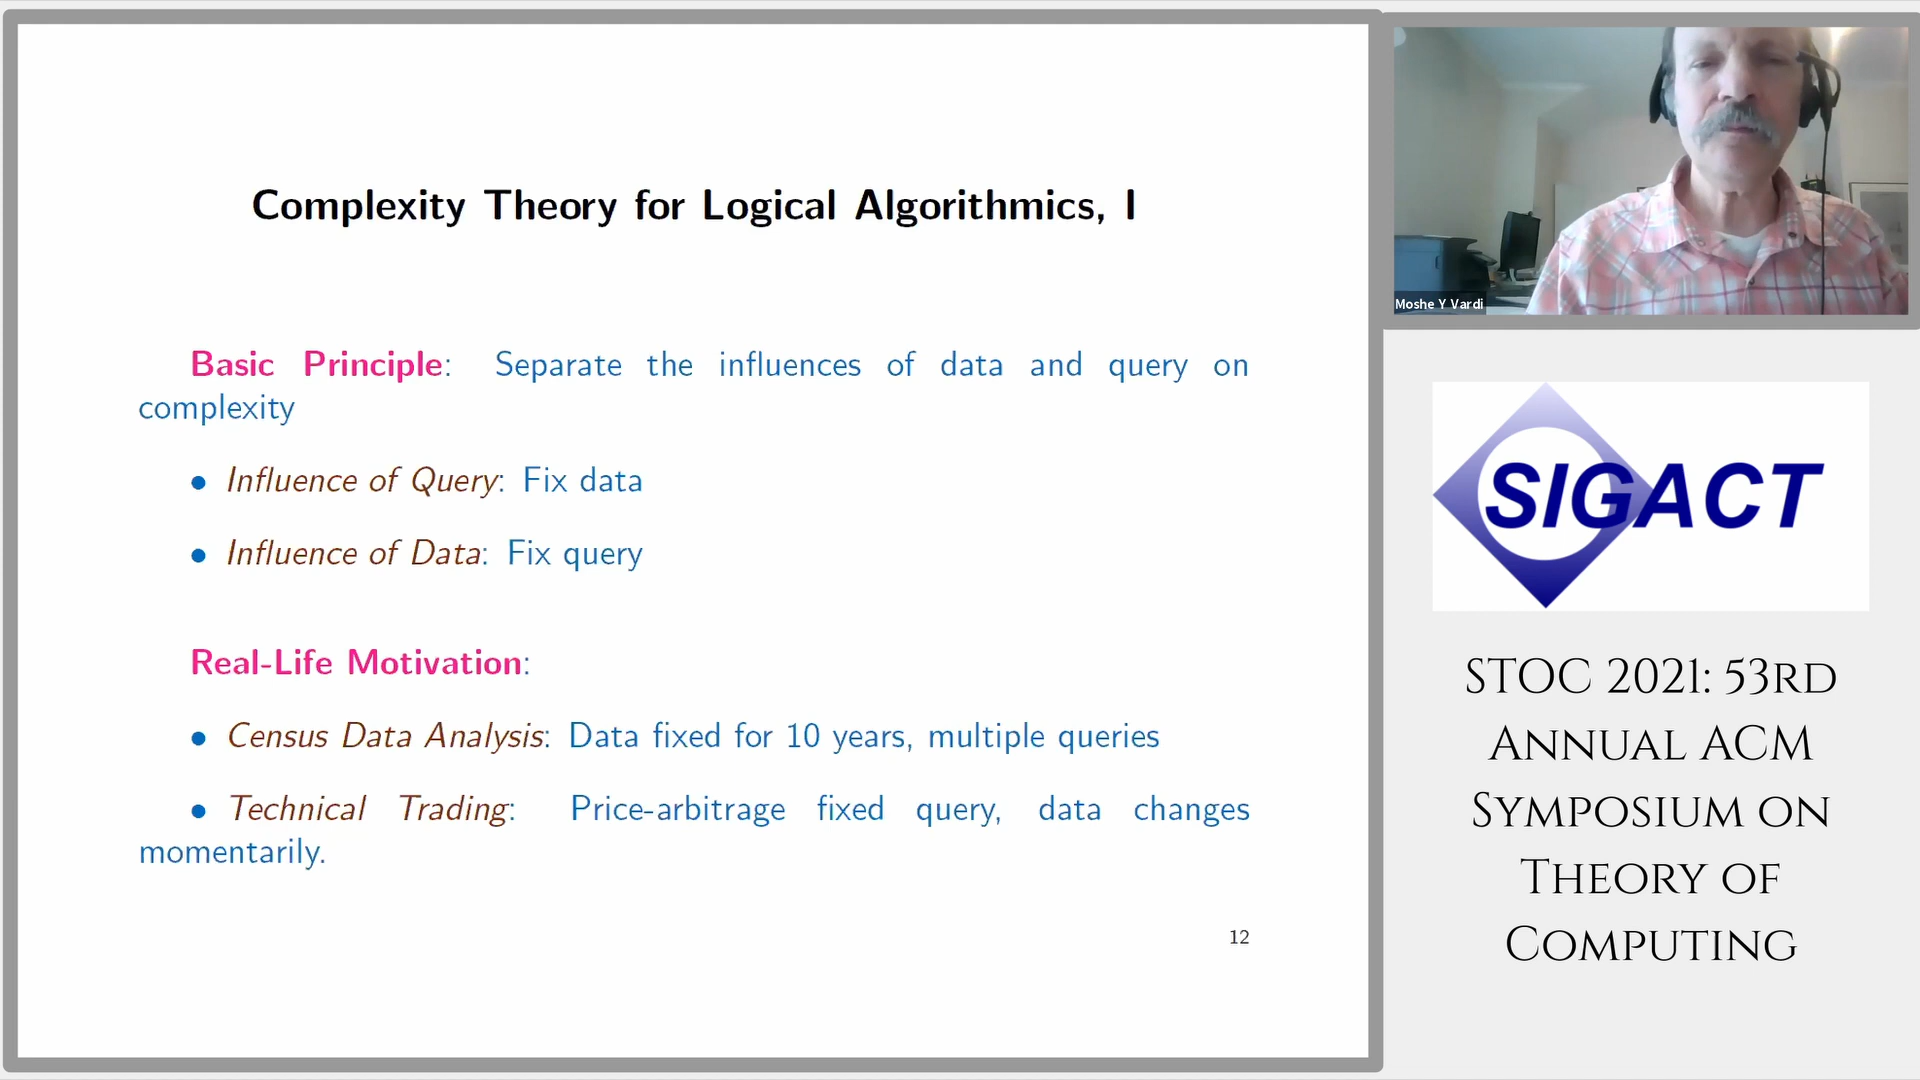 Complexity Theory for Logical Algorithmics, I
Basic Principle: Separate the influences of data and query on
complexity
• Influence of Query: Fix data
• Influence of Data: Fix query
Real-Life Motivation:
• Census Data Analysis: Data fixed for 10 years, multiple queries
• Technical Trading: Price-arbitrage fixed query, data changes
momentarily.
12
Moshe Y Vardi
SIGACT
STOC 2021: 53rd
Annual ACM
Symposium on
Theory of
Computing